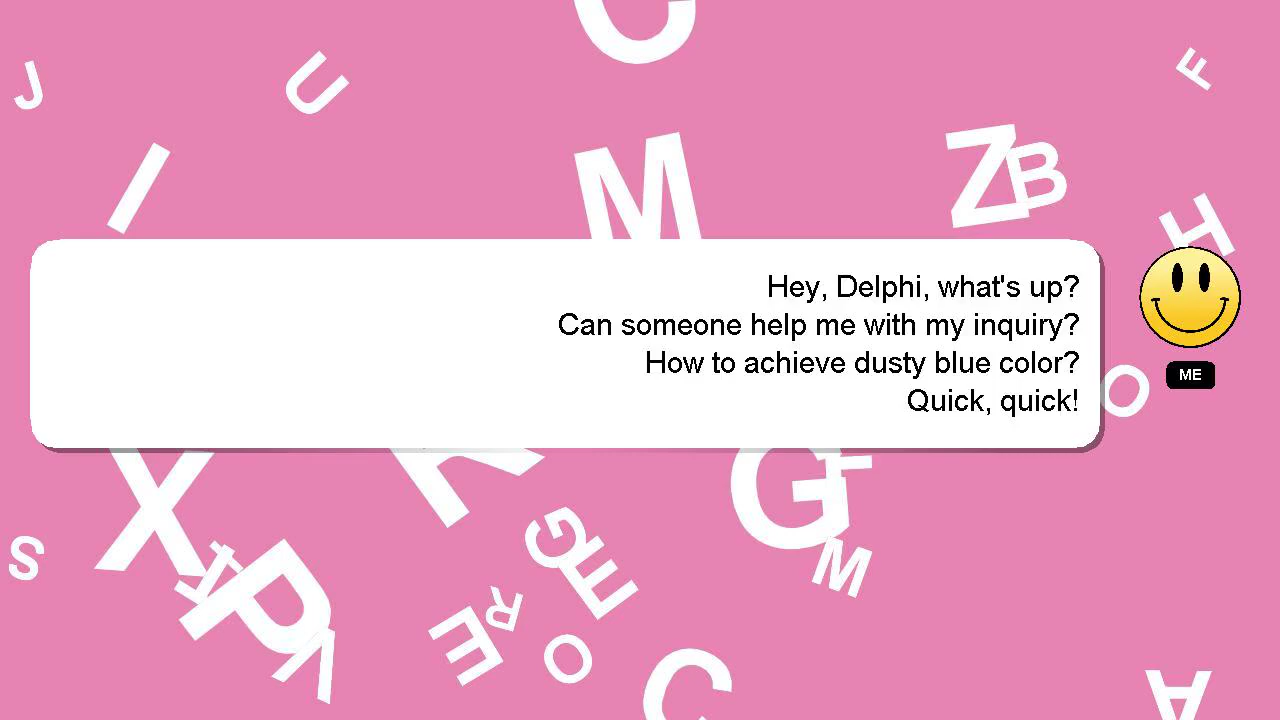 C
J
U
F
I
M
Z
B
H
Hey, Delphi, what's up?
Can someone help me with my inquiry?
How to achieve dusty blue color?
Quick, quick!
ME
O
X
G
S
G
E
M
P
V
E
R
O
C
A